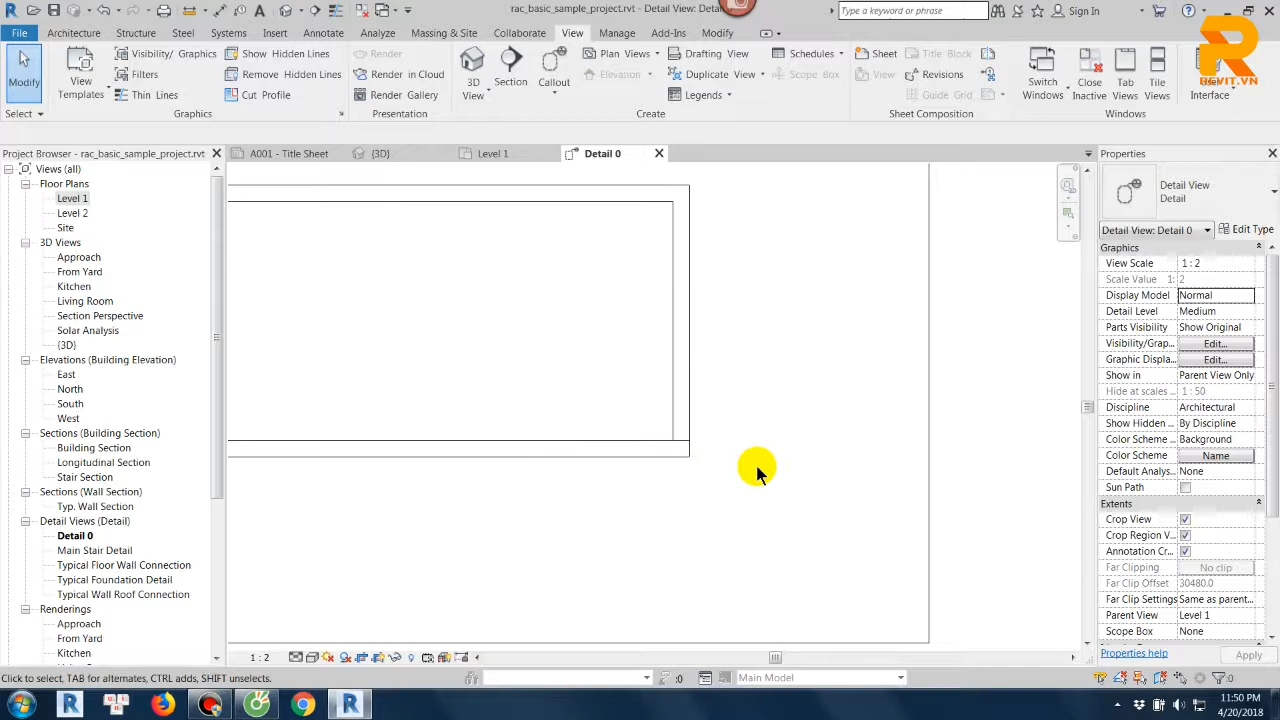 rac_basic_sample_project.rvt - Detail View: Deta...
Type a keyword or phrase
Sign In
File Architecture Structure Steel Systems Insert Annotate Analyze Massing & Site Collaborate View Manage Add-Ins Modify
REVIT.VN
Modify
View Templates
Visibility/ Graphics
Filters
Thin Lines
Show Hidden Lines
Remove Hidden Lines
Cut Profile
Render
Render in Cloud
Render Gallery
3D View
Section
Callout
Plan Views
Elevation
Drafting View
Duplicate View
Legends
Schedules
Scope Box
Sheet
View
Title Block
Revisions
Guide Grid
Switch Windows
Close Inactive
Tab Views
Tile Views
Interface
Select Graphics Presentation Create Sheet Composition Windows
Project Browser - rac_basic_sample_project.rvt
A001 - Title Sheet
{3D}
Level 1
Detail 0
Properties
Views (all)
Floor Plans
Level 1
Level 2
Site
3D Views
Approach
From Yard
Kitchen
Living Room
Section Perspective
Solar Analysis
{3D}
Elevations (Building Elevation)
East
North
South
West
Sections (Building Section)
Building Section
Longitudinal Section
Stair Section
Sections (Wall Section)
Typ. Wall Section
Detail Views (Detail)
Detail 0
Main Stair Detail
Typical Floor Wall Connection
Typical Foundation Detail
Typical Wall Roof Connection
Renderings
Approach
From Yard
Kitchen
Detail View
Detail
Detail View: Detail 0 Edit Type
Graphics
View Scale 1 : 2
Scale Value 1: 2
Display Model Normal
Detail Level Medium
Parts Visibility Show Original
Visibility/Grap... Edit...
Graphic Displa... Edit...
Show in Parent View Only
Hide at scales ... 1 : 50
Discipline Architectural
Show Hidden ... By Discipline
Color Scheme ... Background
Color Scheme Name
Default Analys... None
Sun Path
Extents
Crop View
Crop Region V...
Annotation Cr...
Far Clipping No clip
Far Clip Offset 30480.0
Far Clip Settings Same as parent...
Parent View Level 1
Scope Box None
Properties help Apply
1 : 2
Click to select, TAB for alternates, CTRL adds, SHIFT unselects.
:0
Main Model
:0
11:50 PM
4/20/2018